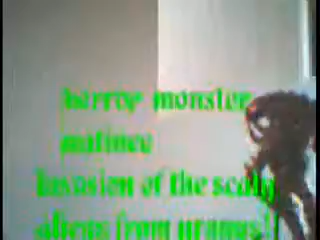 horror monster
matinee
Invasion of the scaly
aliens from uranus!!